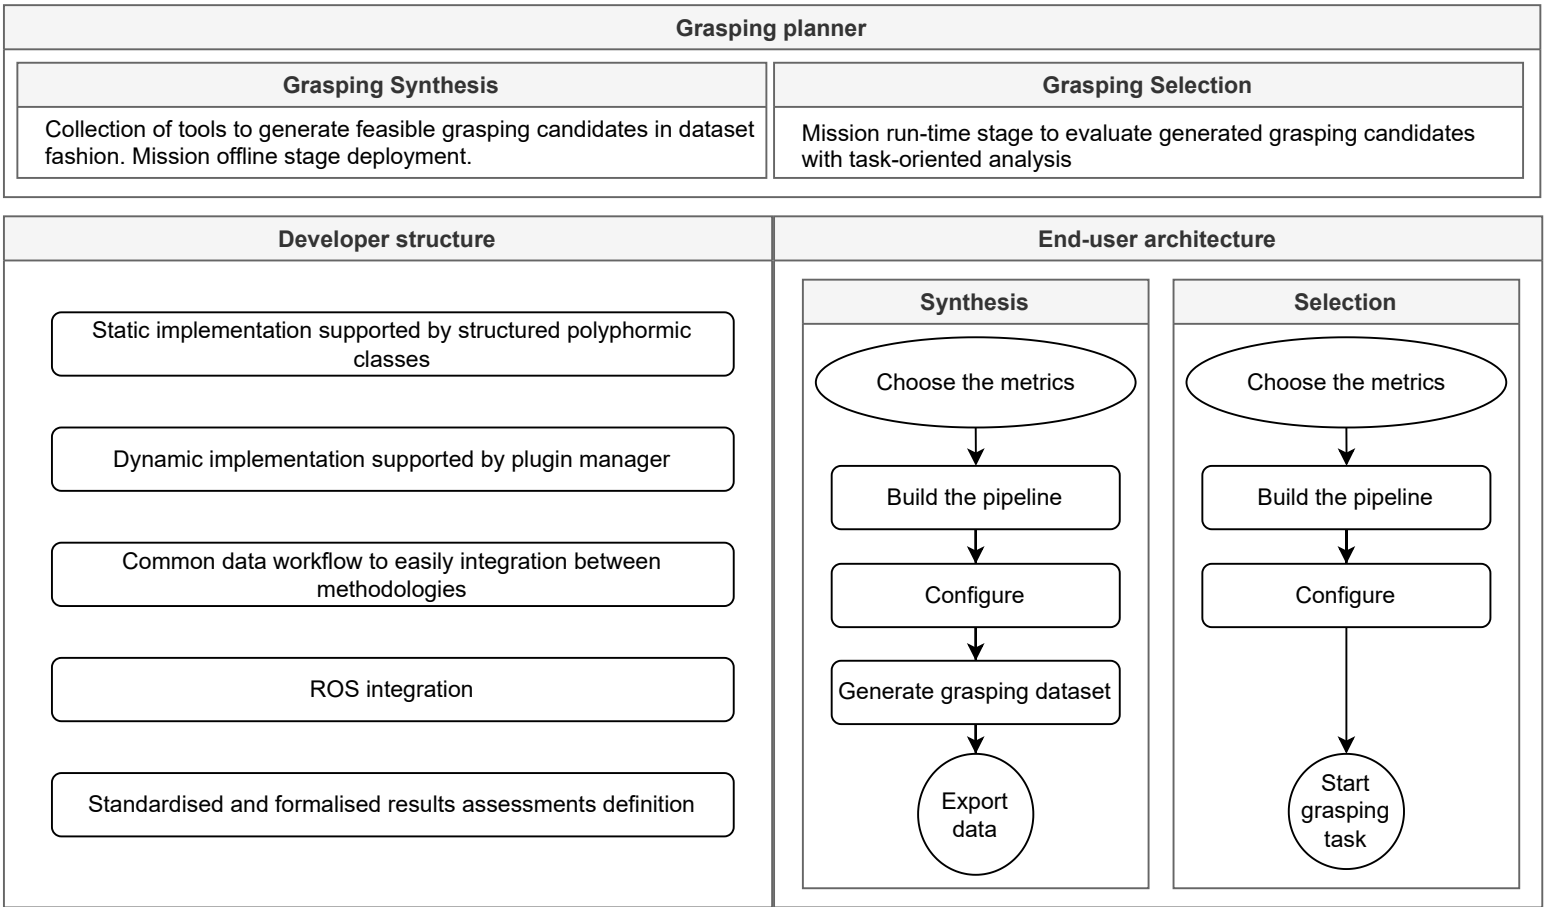 Grasping planner
Grasping Synthesis
Collection of tools to generate feasible grasping candidates in dataset
fashion. Mission offline stage deployment.
Grasping Selection
Mission run-time stage to evaluate generated grasping candidates
with task-oriented analysis
Developer structure
Static implementation supported by structured polyphormic
classes
Dynamic implementation supported by plugin manager
Common data workflow to easily integration between
methodologies
ROS integration
Standardised and formalised results assessments definition
End-user architecture
Synthesis
Choose the metrics
Build the pipeline
Configure
Generate grasping dataset
Export
data
Selection
Choose the metrics
Build the pipeline
Configure
Start
grasping
task